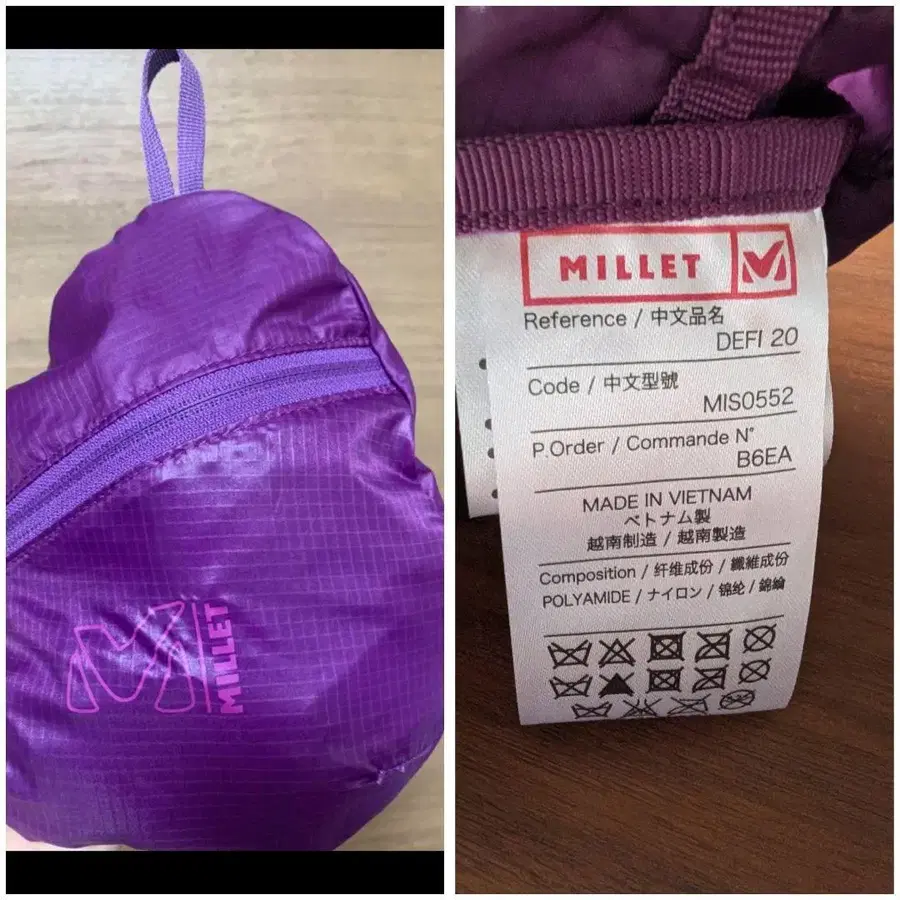 MILLET
MILLET
Reference / 中文品名
DEFI 20
Code / 中文型號
MIS0552
P.Order / Commande N°
B6EA
MADE IN VIETNAM
ベトナム製
越南制造 / 越南製造
Composition / 纤维成份 / 纖維成份
POLYAMIDE / ナイロン / 锦纶 / 錦綸